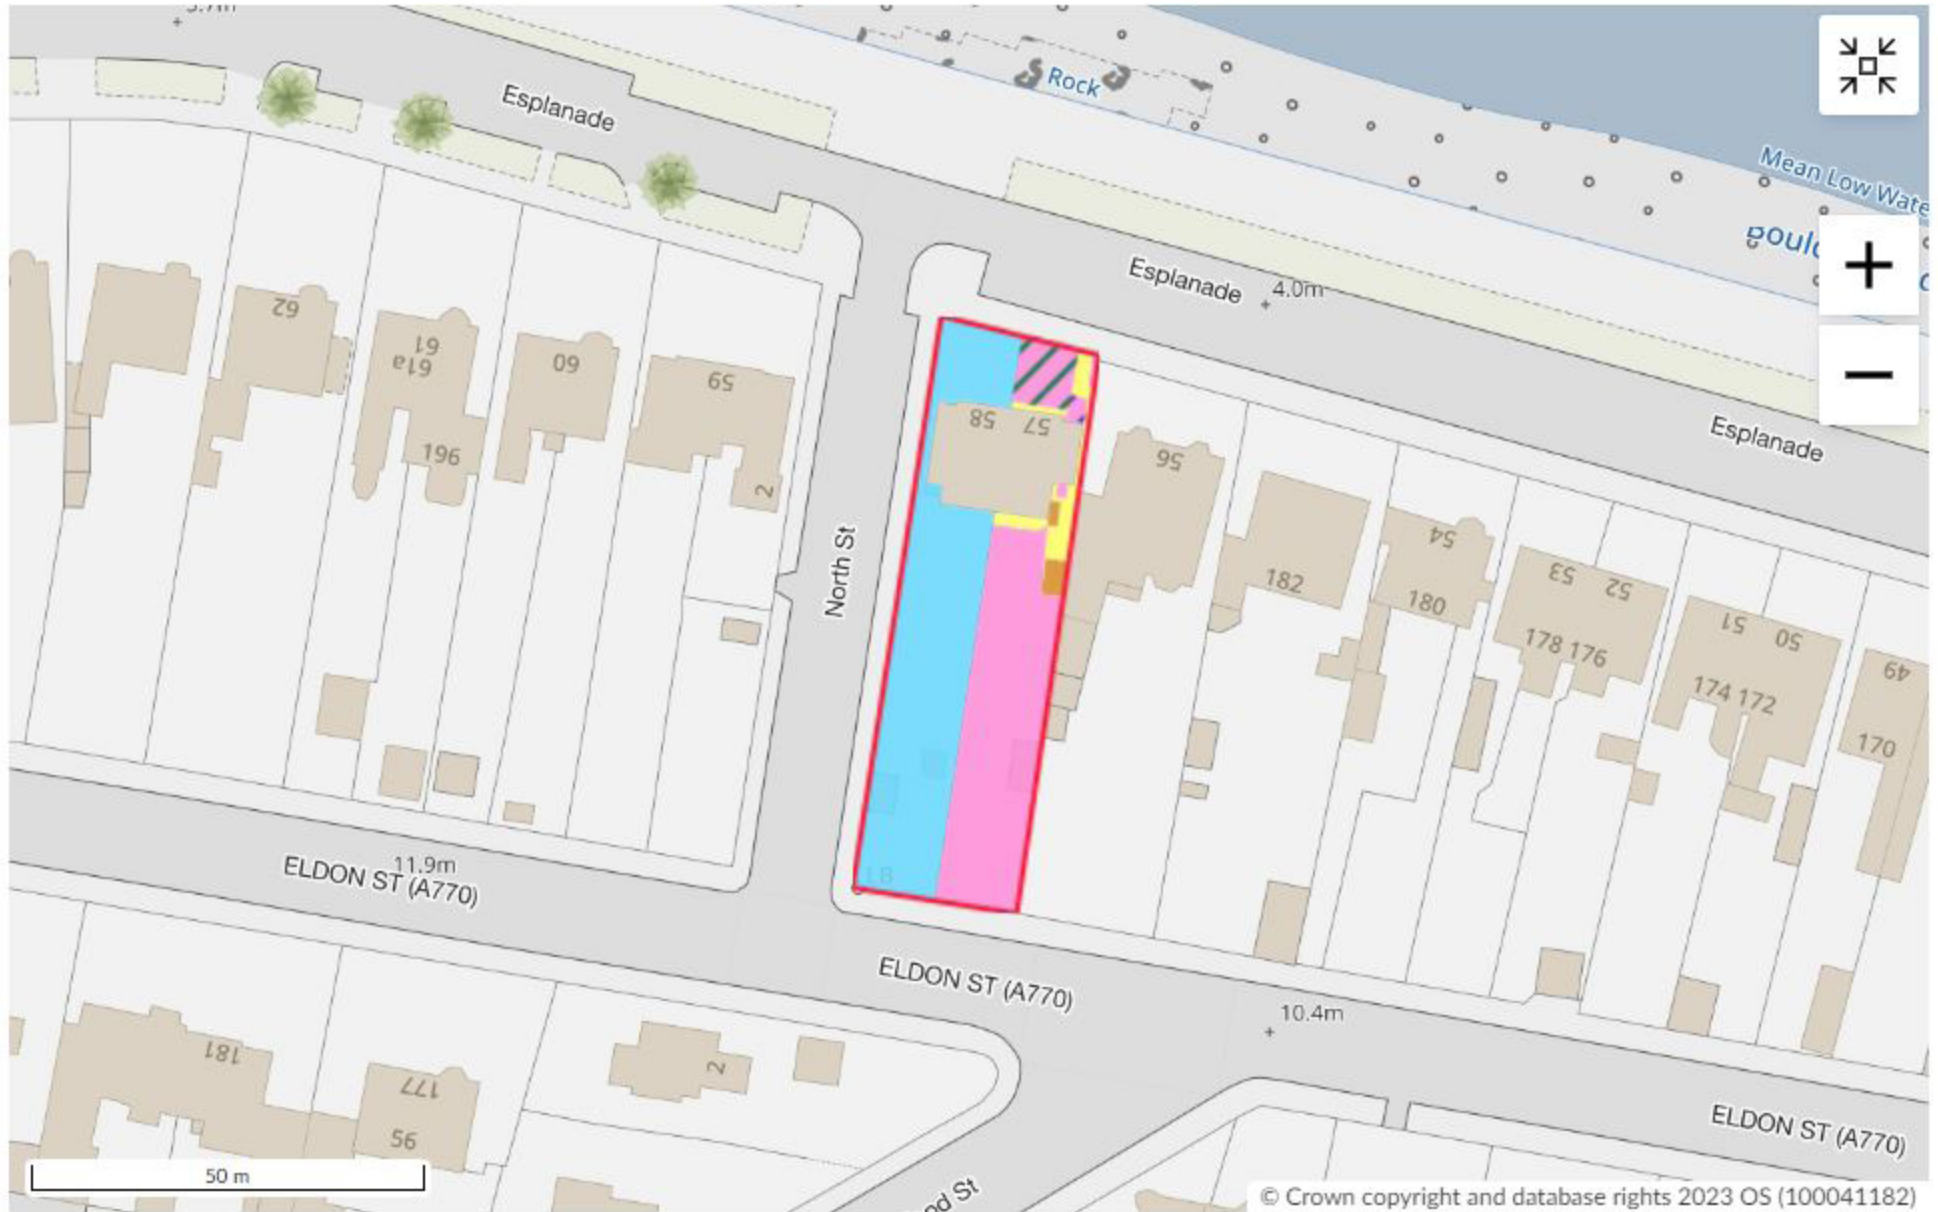 Esplanade
Rock
Mean Low Wate
Esplanade
4.0m
Esplanade
62
61
61a
196
60
59
2
58
57
56
182
54
180
53
52
178 176
51
50
174 172
49
170
North St
LB
11.9m
ELDON ST (A770)
ELDON ST (A770)
10.4m
ELDON ST (A770)
181
177
56
2
50 m
© Crown copyright and database rights 2023 OS (100041182)